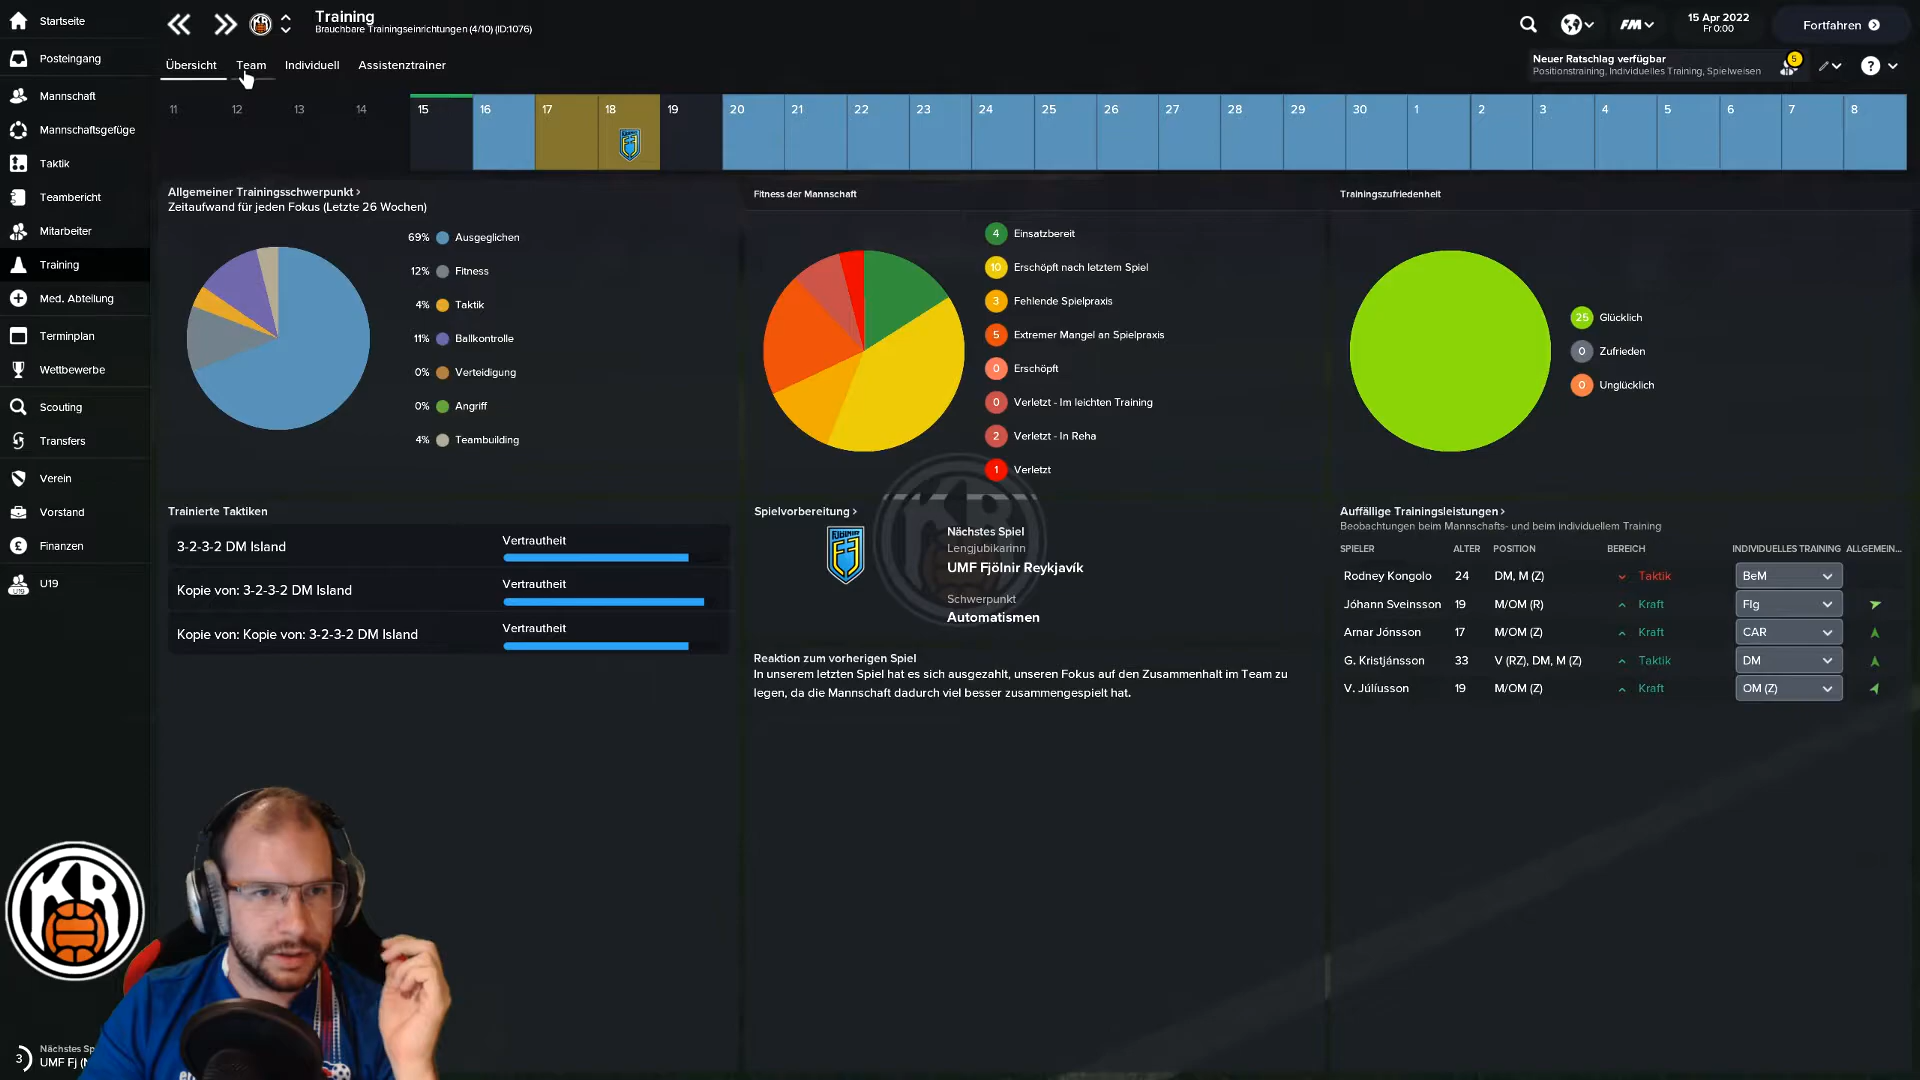 Startseite
Posteingang
Mannschaft
Mannschaftsgefüge
Taktik
Teambericht
Mitarbeiter
Training
Med. Abteilung
Terminplan
Wettbewerbe
Scouting
Transfers
Verein
Vorstand
Finanzen
U19
Training
Brauchbare Trainingseinrichtungen (4/10) (ID:1076)
FM
15 Apr 2022
Fr 0:00
Fortfahren
Übersicht Team Individuell Assistenztrainer
Neuer Ratschlag verfügbar
Positionstraining, Individuelles Training, Spielweisen
5
?
11 12 13 14 15 16 17 18 19 20 21 22 23 24 25 26 27 28 29 30 1 2 3 4 5 6 7 8
Allgemeiner Trainingsschwerpunkt >
Zeitaufwand für jeden Fokus (Letzte 26 Wochen)
69% Ausgeglichen
12% Fitness
4% Taktik
11% Ballkontrolle
0% Verteidigung
0% Angriff
4% Teambuilding
Fitness der Mannschaft
4 Einsatzbereit
10 Erschöpft nach letztem Spiel
3 Fehlende Spielpraxis
5 Extremer Mangel an Spielpraxis
0 Erschöpft
0 Verletzt - Im leichten Training
2 Verletzt - In Reha
1 Verletzt
Trainingszufriedenheit
25 Glücklich
0 Zufrieden
0 Unglücklich
Trainierte Taktiken
3-2-3-2 DM Island Vertrautheit
Kopie von: 3-2-3-2 DM Island Vertrautheit
Kopie von: Kopie von: 3-2-3-2 DM Island Vertrautheit
Spielvorbereitung >
Nächstes Spiel
Lengjubikarinn
UMF Fjölnir Reykjavík
Schwerpunkt
Automatismen
Reaktion zum vorherigen Spiel
In unserem letzten Spiel hat es sich ausgezahlt, unseren Fokus auf den Zusammenhalt im Team zu
legen, da die Mannschaft dadurch viel besser zusammengespielt hat.
Auffällige Trainingsleistungen >
Beobachtungen beim Mannschafts- und beim individuellem Training
SPIELER ALTER POSITION BEREICH INDIVIDUELLES TRAINING ALLGEMEIN...
Rodney Kongolo 24 DM, M (Z) Taktik BeM
Jóhann Sveinsson 19 M/OM (R) Kraft Flg
Arnar Jónsson 17 M/OM (Z) Kraft CAR
G. Kristjánsson 33 V (RZ), DM, M (Z) Taktik DM
V. Júlíusson 19 M/OM (Z) Kraft OM (Z)
KR
3 Nächstes Sp
UMF Fj